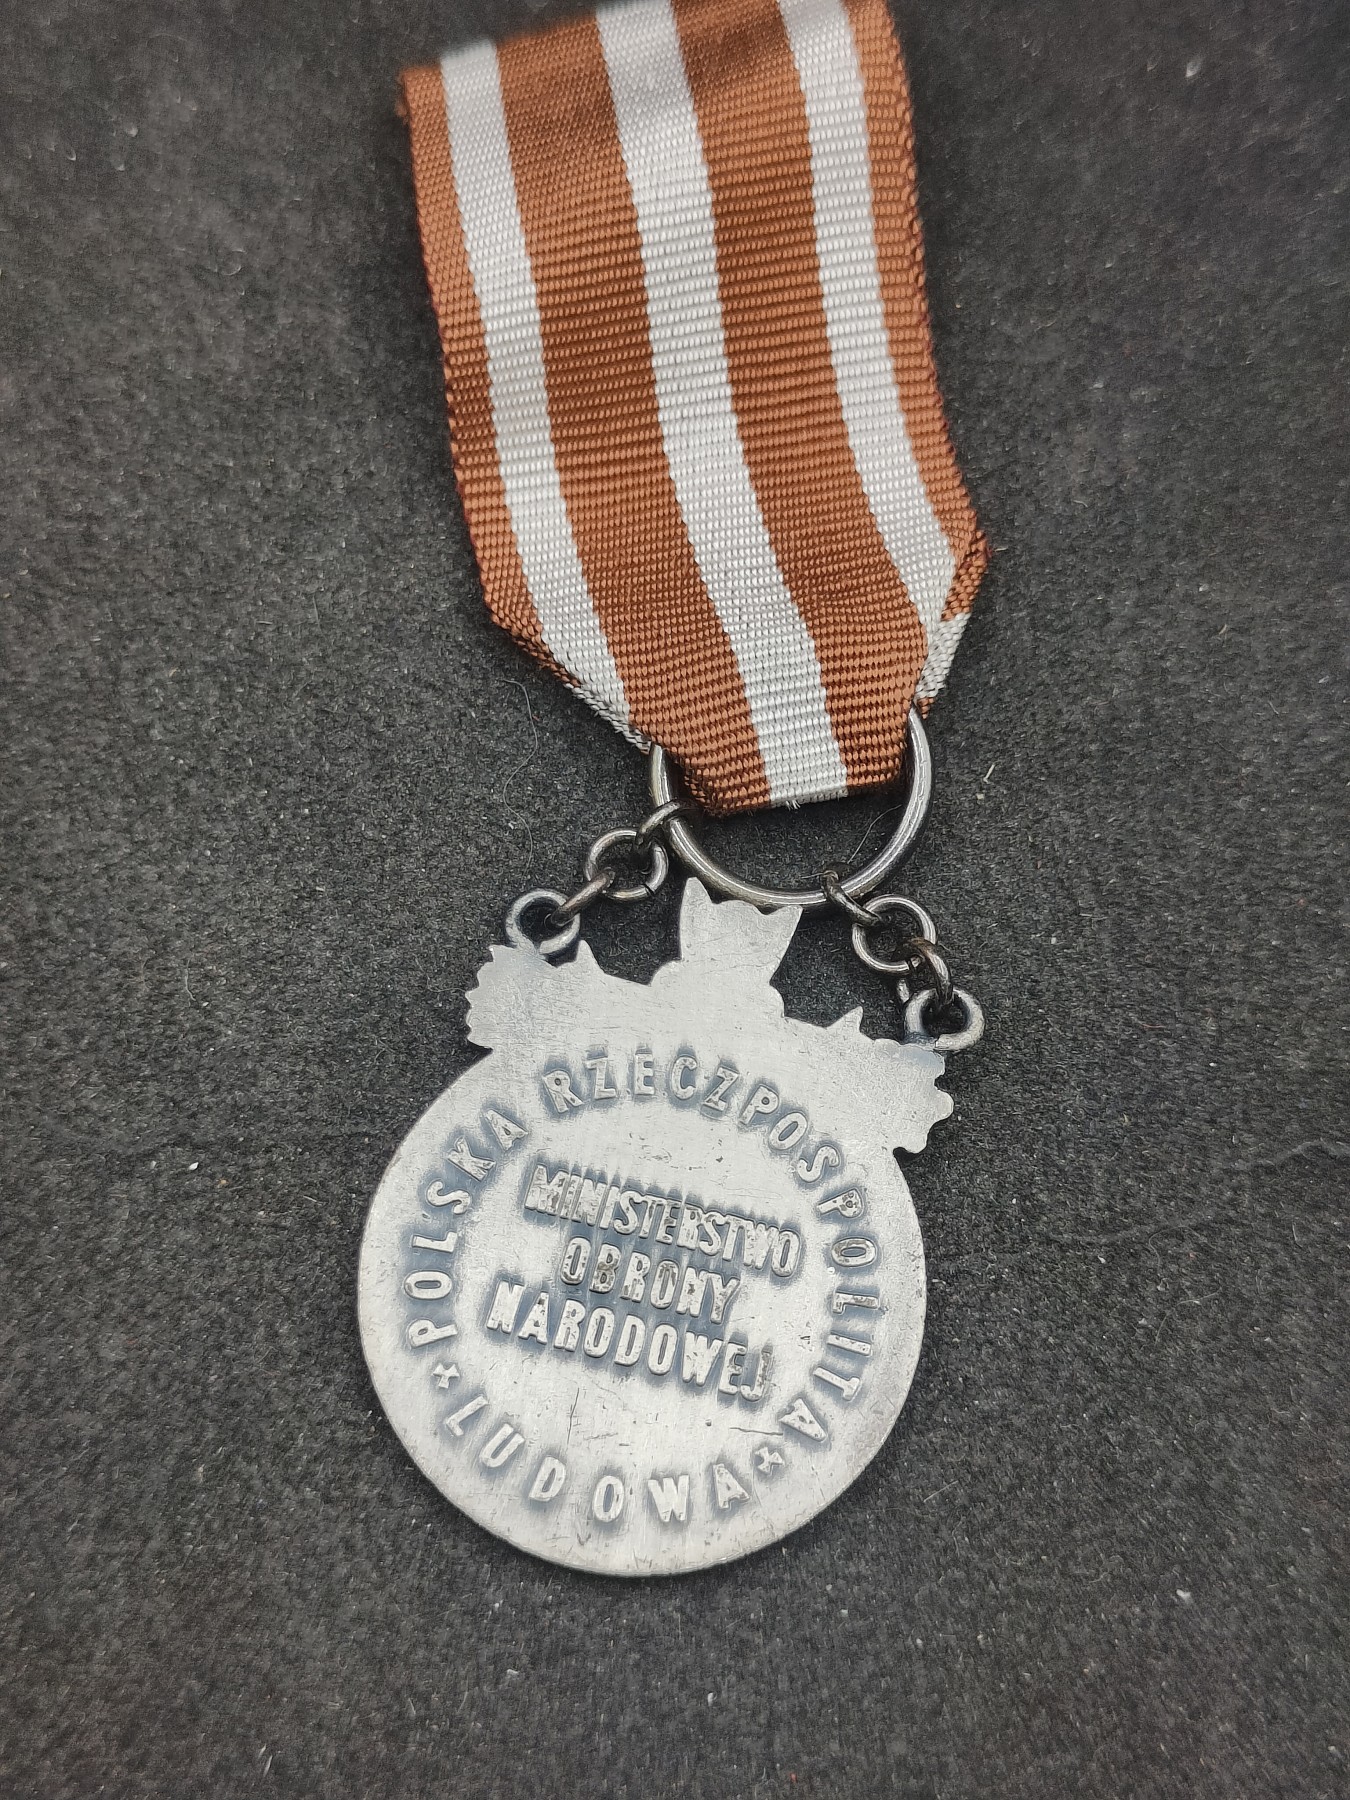 POLSKA RZECZPOSPOLITA
MINISTERSTWO
OBRONY
NARODOWEJ
LUDOWA